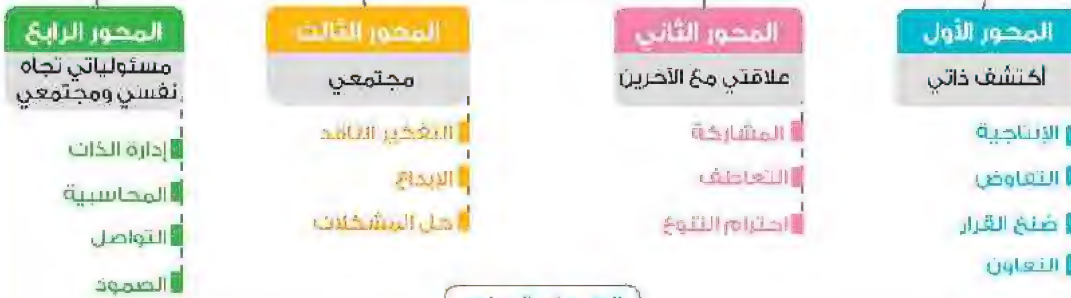 المحور الأول
أكتشف ذاتي
الإنتاجية
التفاوض
صُنع القرار
التعاون
المحور الثاني
علاقتي مع الآخرين
المشاركة
التعاطف
احترام التنوع
المحور الثالث
مجتمعي
التفكير الناقد
الإبداع
حل المشكلات
المحور الرابع
مسئولياتي تجاه
نفسي ومجتمعي
إدارة الذات
المحاسبية
التواصل
الصمود